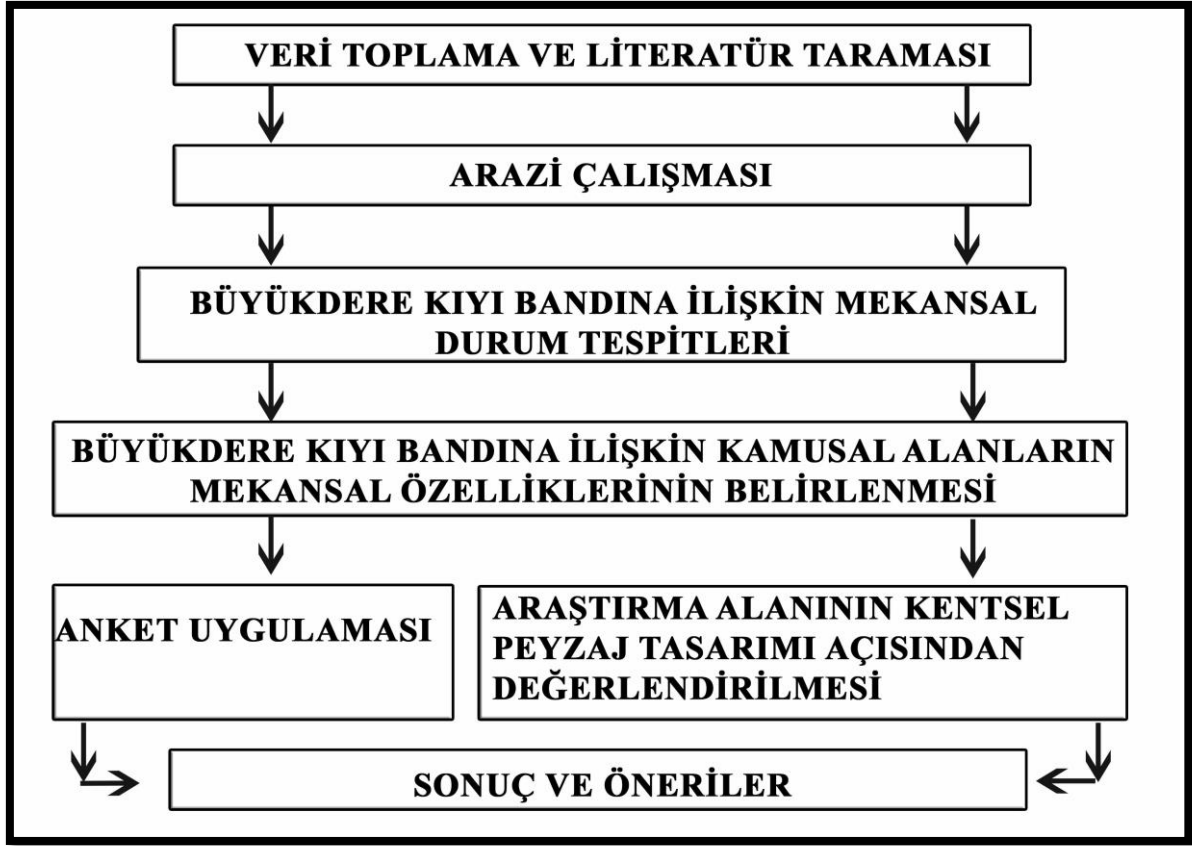 VERİ TOPLAMA VE LİTERATÜR TARAMASI
ARAZİ ÇALIŞMASI
BÜYÜKDERE KIYI BANDINA İLİŞKİN MEKANSAL
DURUM TESPİTLERİ
BÜYÜKDERE KIYI BANDINA İLİŞKİN KAMUSAL ALANLARIN
MEKANSAL ÖZELLİKLERİNİN BELİRLENMESİ
ANKET UYGULAMASI
ARAŞTIRMA ALANININ KENTSEL
PEYZAJ TASARIMI AÇISINDAN
DEĞERLENDİRİLMESİ
SONUÇ VE ÖNERİLER